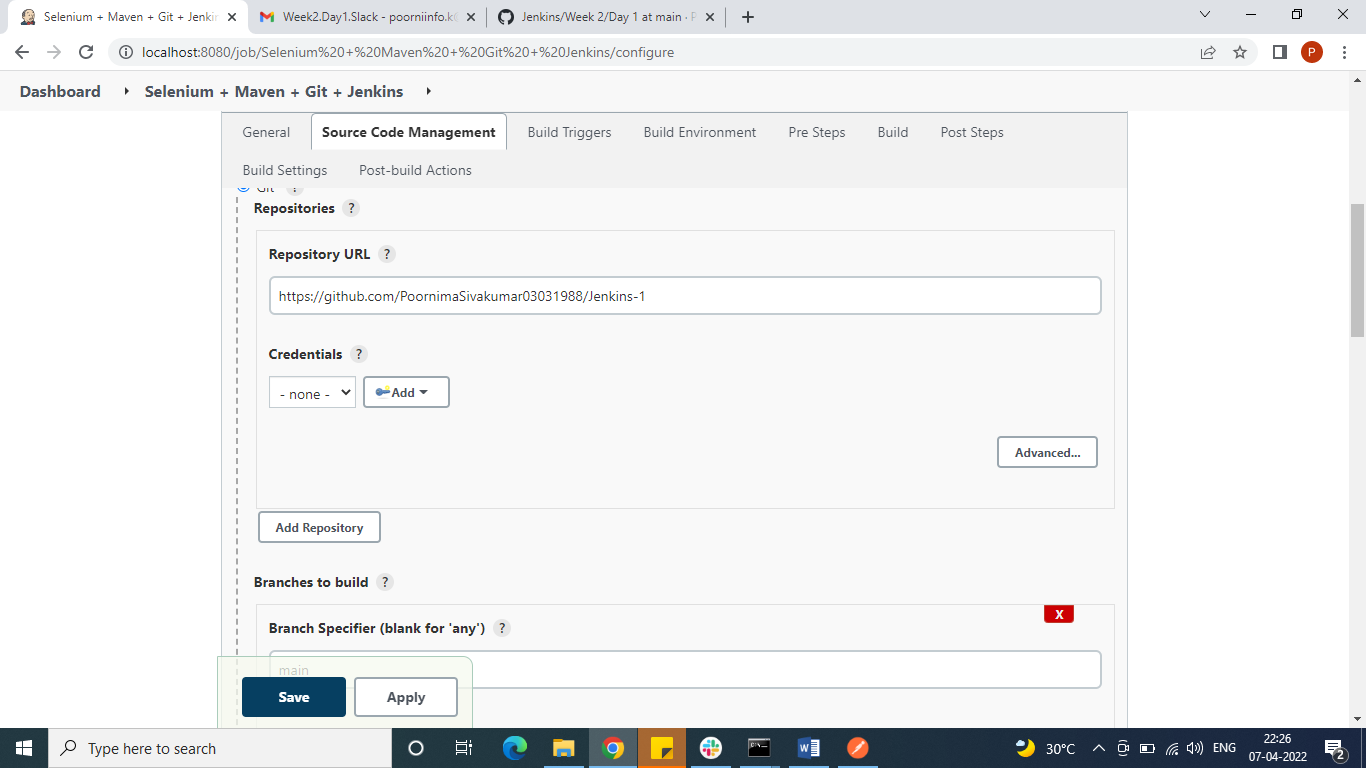 Selenium + Maven + Git + Jenki
Week2.Day1.Slack - poorniinfo.k
Jenkins/Week 2/Day 1 at main ·
localhost:8080/job/Selenium%20+%20Maven%20+%20Git%20+%20Jenkins/configure
P
Dashboard
Selenium + Maven + Git + Jenkins
General
Source Code Management
Build Triggers
Build Environment
Pre Steps
Build
Post Steps
Build Settings
Post-build Actions
Git ?
Repositories ?
Repository URL ?
https://github.com/PoornimaSivakumar03031988/Jenkins-1
Credentials ?
- none -
Add
Advanced...
Add Repository
Branches to build ?
X
Branch Specifier (blank for 'any') ?
main
Save
Apply
Type here to search
30°C
ENG
22:26
07-04-2022
2